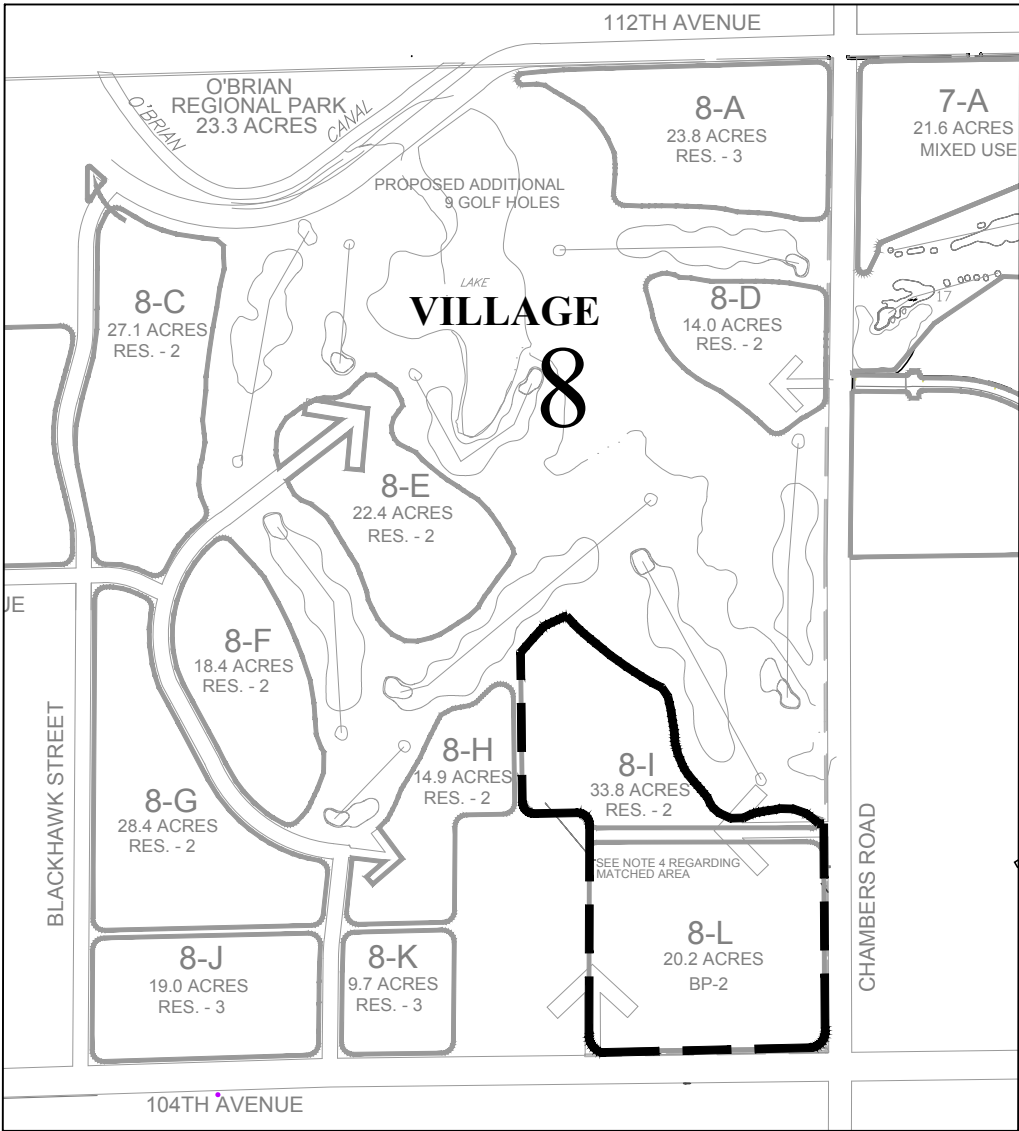 112TH AVENUE
O'BRIAN
REGIONAL PARK
23.3 ACRES
O'BRIAN
CANAL
8-A
23.8 ACRES
RES. - 3
7-A
21.6 ACRES
MIXED USE
PROPOSED ADDITIONAL
9 GOLF HOLES
LAKE
VILLAGE
8
8-C
27.1 ACRES
RES. - 2
8-D
14.0 ACRES
RES. - 2
17
8-E
22.4 ACRES
RES. - 2
UE
8-F
18.4 ACRES
RES. - 2
BLACKHAWK STREET
8-G
28.4 ACRES
RES. - 2
8-H
14.9 ACRES
RES. - 2
8-I
33.8 ACRES
RES. - 2
SEE NOTE 4 REGARDING
MATCHED AREA
CHAMBERS ROAD
8-J
19.0 ACRES
RES. - 3
8-K
9.7 ACRES
RES. - 3
8-L
20.2 ACRES
BP-2
104TH AVENUE